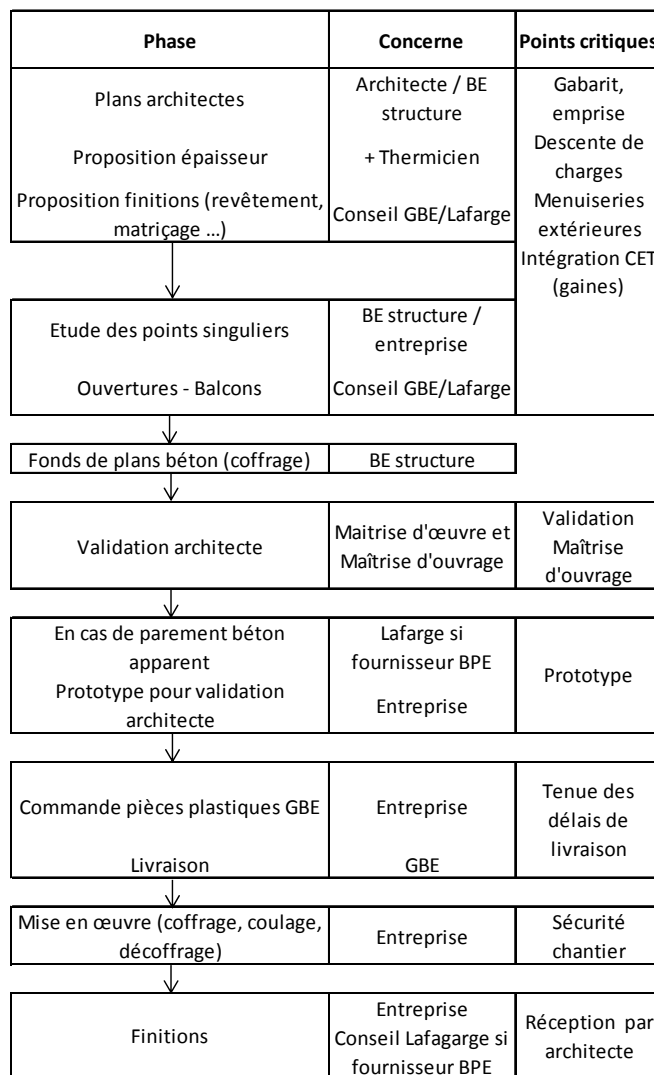 Phase
Concerne
Points critiques
Plans architectes
Architecte / BE
structure
Proposition épaisseur
+ Thermicien
Proposition finitions (revêtement,
matriçage ...)
Conseil GBE/Lafarge
Gabarit,
emprise
Descente de
charges
Menuiseries
extérieures
Intégration CET
(gaines)
Etude des points singuliers
BE structure /
entreprise
Ouvertures - Balcons
Conseil GBE/Lafarge
Fonds de plans béton (coffrage)
BE structure
Validation architecte
Maitrise d'œuvre et
Maîtrise d'ouvrage
Validation
Maîtrise
d'ouvrage
En cas de parement béton
apparent
Prototype pour validation
architecte
Lafarge si
fournisseur BPE
Entreprise
Prototype
Commande pièces plastiques GBE
Entreprise
Livraison
GBE
Tenue des
délais de
livraison
Mise en œuvre (coffrage, coulage,
décoffrage)
Entreprise
Sécurité
chantier
Finitions
Entreprise
Conseil Lafagarge si
fournisseur BPE
Réception par
architecte